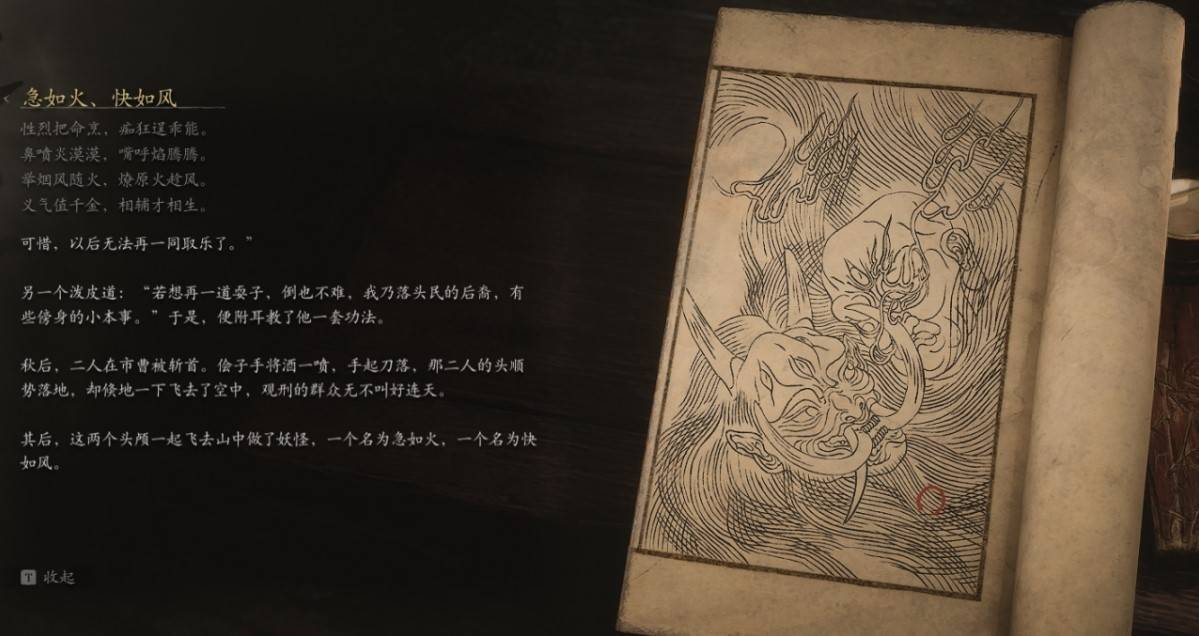 急如火、快如风
性烈把命烹，痴狂逞乖能。
鼻喷炎漠漠，嘴呼焰腾腾。
举烟风随火，燎原火趁风。
义气值千金，相辅才相生。
可惜，以后无法再一同取乐了。”
另一个泼皮道：“若想再一道耍子，倒也不难，我乃落头民的后裔，有
些傍身的小本事。”于是，便附耳教了他一套功法。
秋后，二人在市曹被斩首。侩子手将酒一喷，手起刀落，那二人的头顺
势落地，却倏地一下飞去了空中，观刑的群众无不叫好连天。
其后，这两个头颅一起飞去山中做了妖怪，一个名为急如火，一个名为快
如风。
T 收起